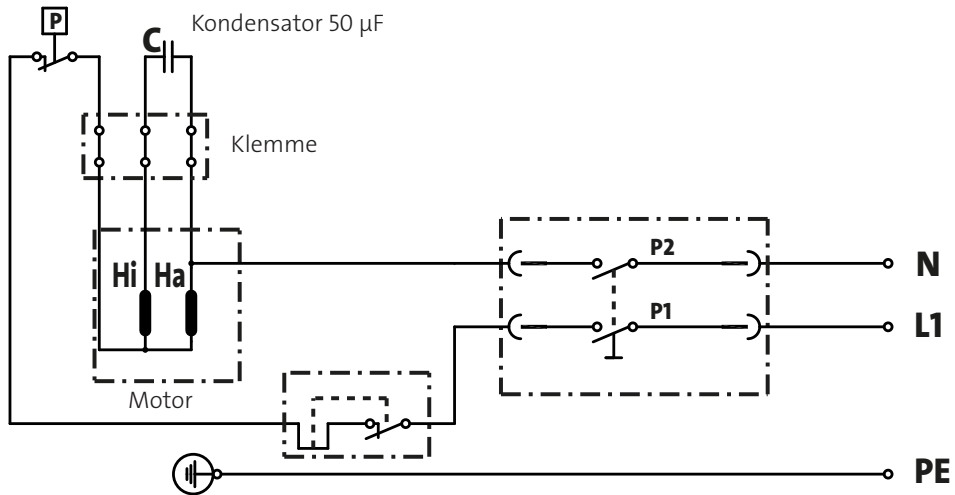 P
C
Kondensator 50 µF
Klemme
Hi Ha
P2
N
P1
L1
Motor
PE